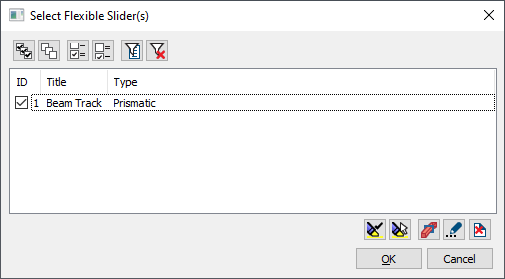 Select Flexible Slider(s)
ID Title Type
1 Beam Track Prismatic
OK Cancel